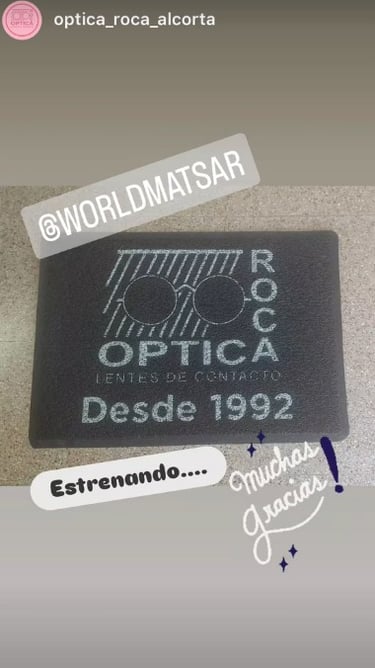 optica_roca_alcorta
@WORLDMATSAR
ROCA
OPTICA
LENTES DE CONTACTO
Desde 1992
Estrenando....
Muchas
gracias!